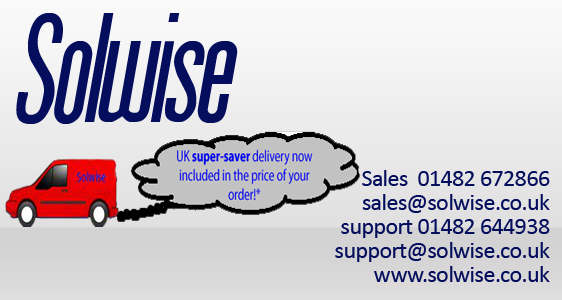 Solwise
Solwise
UK super-saver delivery now
included in the price of your
order!*
Sales 01482 672866
sales@solwise.co.uk
support 01482 644938
support@solwise.co.uk
www.solwise.co.uk